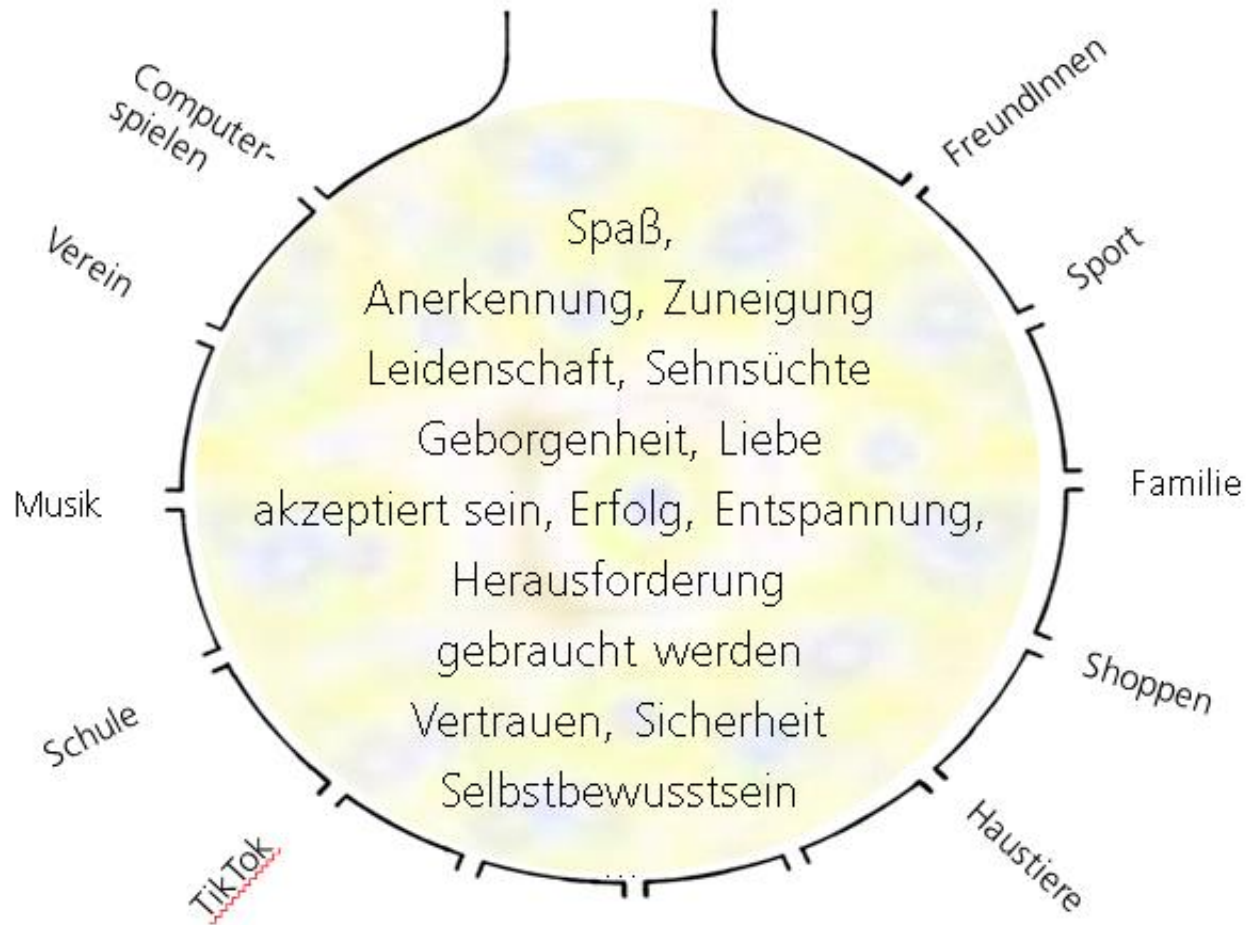 Computer-
spielen
Verein
Musik
Schule
TikTok
Spaß,
Anerkennung, Zuneigung
Leidenschaft, Sehnsüchte
Geborgenheit, Liebe
akzeptiert sein, Erfolg, Entspannung,
Herausforderung
gebraucht werden
Vertrauen, Sicherheit
Selbstbewusstsein
...
FreundInnen
Sport
Familie
Shoppen
Haustiere